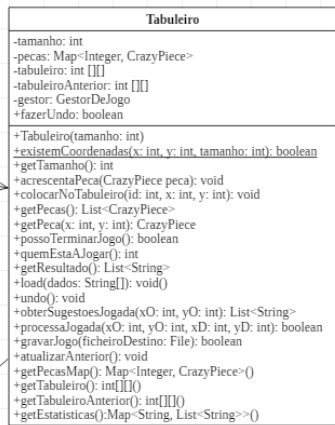 Tabuleiro
-tamanho: int
-pecas: Map<Integer, CrazyPiece>
-tabuleiro: int [][]
-tabuleiroAnterior: int [][]
-gestor: GestorDeJogo
+fazerUndo: boolean
+Tabuleiro(tamanho: int)
+existemCoordenadas(x: int, y: int, tamanho: int): boolean
+getTamanho(): int
+acrescentaPeca(CrazyPiece peca): void
+colocarNoTabuleiro(id: int, x: int, y: int): void
+getPecas(): List<CrazyPiece>
+getPeca(x: int, y: int): CrazyPiece
+possoTerminarJogo(): boolean
+quemEstaAJogar(): int
+getResultado(): List<String>
+load(dados: String[]): void()
+undo(): void
+obterSugestoesJogada(xO: int, yO: int): List<String>
+processaJogada(xO: int, yO: int, xD: int, yD: int): boolean
+gravarJogo(ficheiroDestino: File): boolean
+atualizarAnterior(): void
+getPecasMap(): Map<Integer, CrazyPiece>()
+getTabuleiro(): int[][]()
+getTabuleiroAnterior(): int[][]()
+getEstatisticas():Map<String, List<String>>()